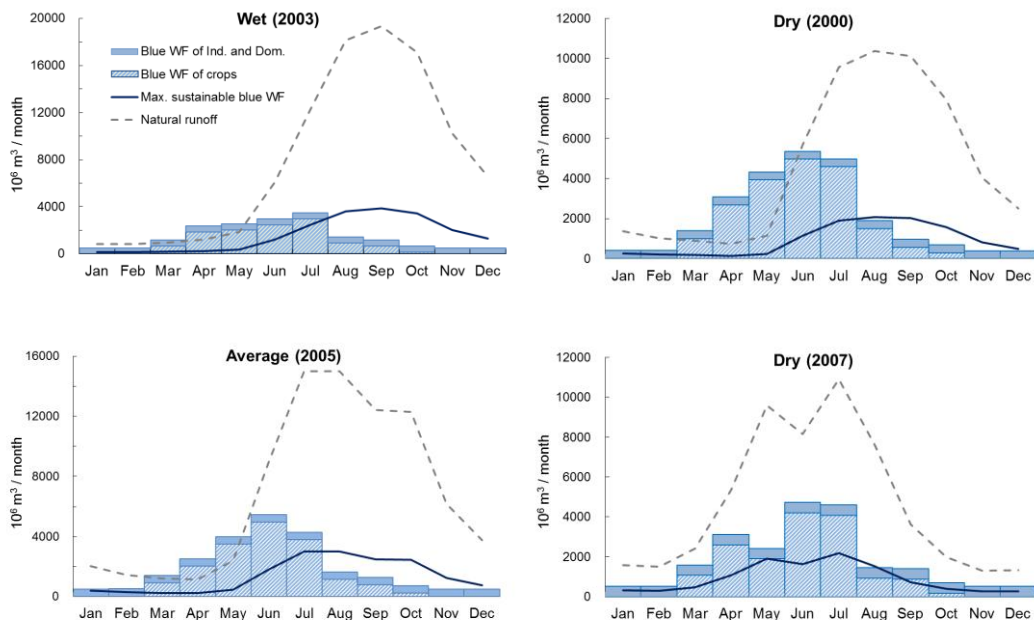 Wet (2003)
20000
16000
12000
8000
4000
0
10⁶ m³ / month
Blue WF of Ind. and Dom.
Blue WF of crops
Max. sustainable blue WF
Natural runoff
Jan Feb Mar Apr May Jun Jul Aug Sep Oct Nov Dec
Dry (2000)
12000
10000
8000
6000
4000
2000
0
10⁶ m³ / month
Jan Feb Mar Apr May Jun Jul Aug Sep Oct Nov Dec
Average (2005)
16000
12000
8000
4000
0
10⁶ m³ / month
Jan Feb Mar Apr May Jun Jul Aug Sep Oct Nov Dec
Dry (2007)
12000
10000
8000
6000
4000
2000
0
10⁶ m³ / month
Jan Feb Mar Apr May Jun Jul Aug Sep Oct Nov Dec